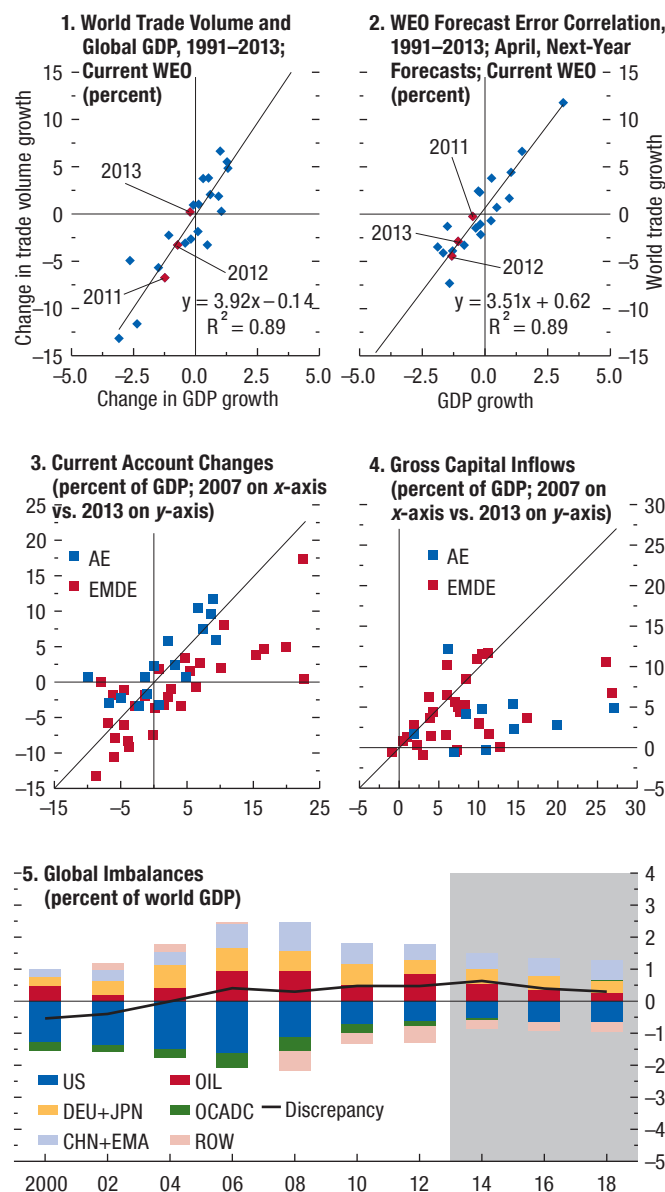 1. World Trade Volume and
Global GDP, 1991–2013;
Current WEO
(percent)
Change in trade volume growth
15
10
5
0
–5
–10
–15
2013
2012
2011
y = 3.92x – 0.14
R² = 0.89
–5.0 –2.5 0.0 2.5 5.0
Change in GDP growth
2. WEO Forecast Error Correlation,
1991–2013; April, Next-Year
Forecasts; Current WEO
(percent)
15
10
5
0
–5
–10
–15
World trade growth
2011
2013
2012
y = 3.51x + 0.62
R² = 0.89
–5.0 –2.5 0.0 2.5 5.0
GDP growth
3. Current Account Changes
(percent of GDP; 2007 on x-axis
vs. 2013 on y-axis)
25
20
15
10
5
0
–5
–10
–15
AE
EMDE
–15 –5 5 15 25
4. Gross Capital Inflows
(percent of GDP; 2007 on
x-axis vs. 2013 on y-axis)
30
25
20
15
10
5
0
–5
AE
EMDE
–5 0 5 10 15 20 25 30
5. Global Imbalances
(percent of world GDP)
4
3
2
1
0
–1
–2
–3
–4
–5
US
OIL
DEU+JPN
OCADC
Discrepancy
CHN+EMA
ROW
2000 02 04 06 08 10 12 14 16 18